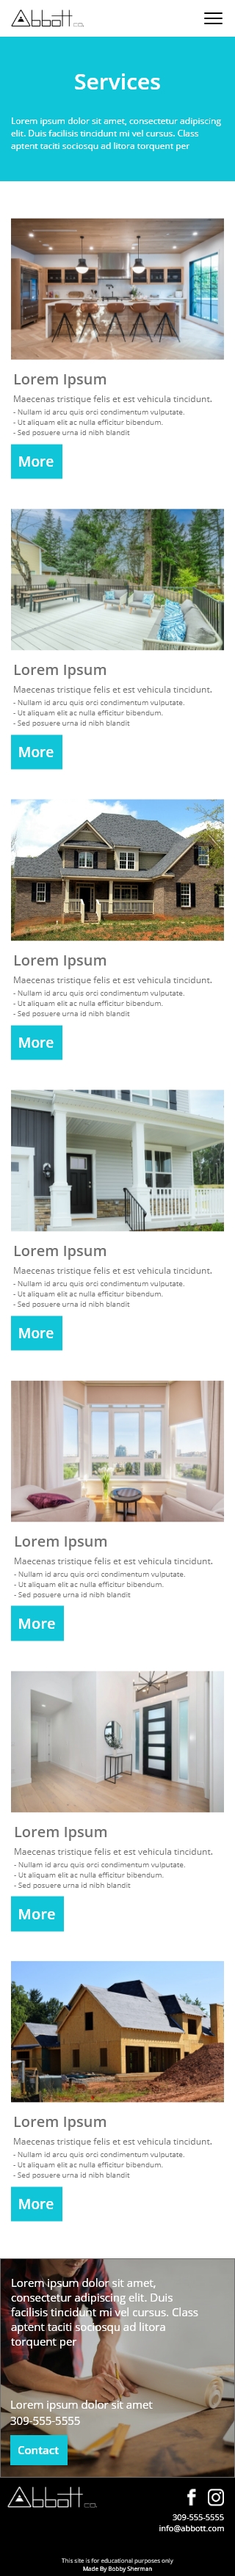 Abbott CO.
Services
Lorem ipsum dolor sit amet, consectetur adipiscing
elit. Duis facilisis tincidunt mi vel cursus. Class
aptent taciti sociosqu ad litora torquent per
Lorem Ipsum
Maecenas tristique felis et est vehicula tincidunt.
- Nullam id arcu quis orci condimentum vulputate.
- Ut aliquam elit ac nulla efficitur bibendum.
- Sed posuere urna id nibh blandit
More
Lorem Ipsum
Maecenas tristique felis et est vehicula tincidunt.
- Nullam id arcu quis orci condimentum vulputate.
- Ut aliquam elit ac nulla efficitur bibendum.
- Sed posuere urna id nibh blandit
More
Lorem Ipsum
Maecenas tristique felis et est vehicula tincidunt.
- Nullam id arcu quis orci condimentum vulputate.
- Ut aliquam elit ac nulla efficitur bibendum.
- Sed posuere urna id nibh blandit
More
Lorem Ipsum
Maecenas tristique felis et est vehicula tincidunt.
- Nullam id arcu quis orci condimentum vulputate.
- Ut aliquam elit ac nulla efficitur bibendum.
- Sed posuere urna id nibh blandit
More
Lorem Ipsum
Maecenas tristique felis et est vehicula tincidunt.
- Nullam id arcu quis orci condimentum vulputate.
- Ut aliquam elit ac nulla efficitur bibendum.
- Sed posuere urna id nibh blandit
More
Lorem Ipsum
Maecenas tristique felis et est vehicula tincidunt.
- Nullam id arcu quis orci condimentum vulputate.
- Ut aliquam elit ac nulla efficitur bibendum.
- Sed posuere urna id nibh blandit
More
Lorem Ipsum
Maecenas tristique felis et est vehicula tincidunt.
- Nullam id arcu quis orci condimentum vulputate.
- Ut aliquam elit ac nulla efficitur bibendum.
- Sed posuere urna id nibh blandit
More
Lorem ipsum dolor sit amet,
consectetur adipiscing elit. Duis
facilisis tincidunt mi vel cursus. Class
aptent taciti sociosqu ad litora
torquent per
Lorem ipsum dolor sit amet
309-555-5555
Contact
Abbott CO.
309-555-5555
info@abbott.com
This site is for educational purposes only
Made By Bobby Sherman